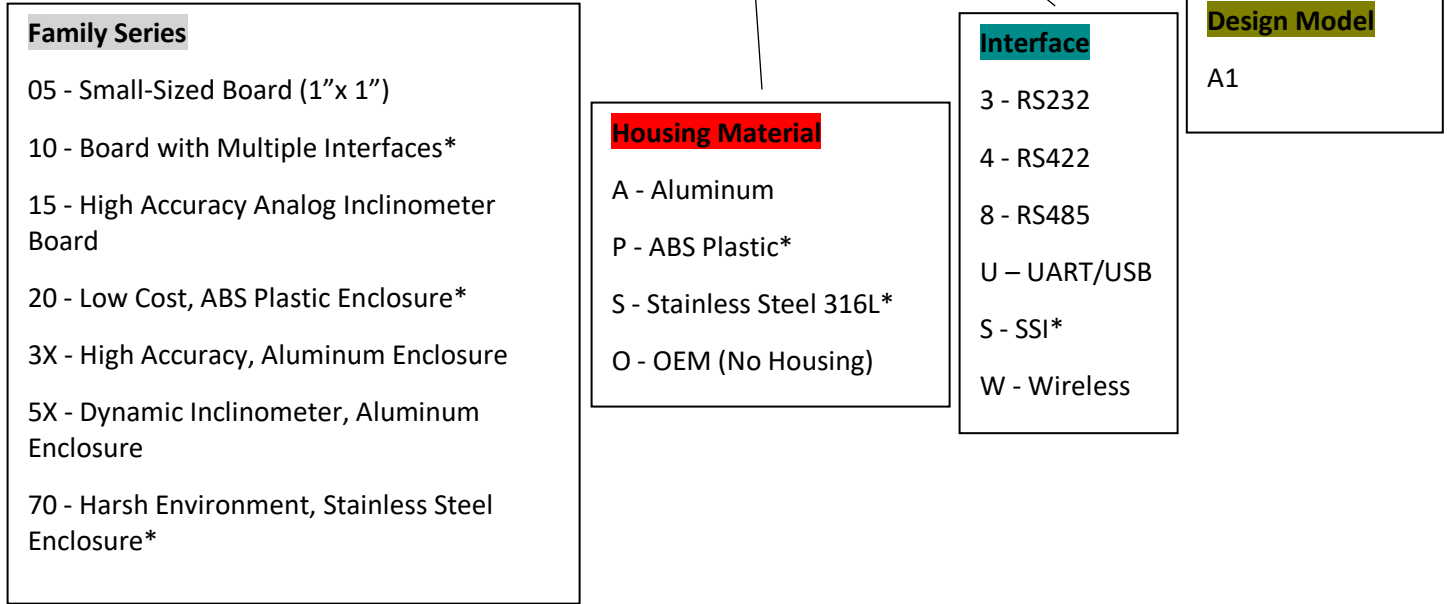 Family Series
05 - Small-Sized Board (1”x 1”)
10 - Board with Multiple Interfaces*
15 - High Accuracy Analog Inclinometer
Board
20 - Low Cost, ABS Plastic Enclosure*
3X - High Accuracy, Aluminum Enclosure
5X - Dynamic Inclinometer, Aluminum
Enclosure
70 - Harsh Environment, Stainless Steel
Enclosure*
Housing Material
A - Aluminum
P - ABS Plastic*
S - Stainless Steel 316L*
O - OEM (No Housing)
Interface
3 - RS232
4 - RS422
8 - RS485
U – UART/USB
S - SSI*
W - Wireless
Design Model
A1